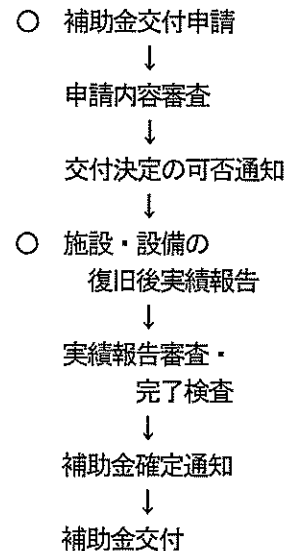 ○ 補助金交付申請
↓
申請内容審査
↓
交付決定の可否通知
↓
○ 施設・設備の
復旧後実績報告
↓
実績報告審査・
完了検査
↓
補助金確定通知
↓
補助金交付